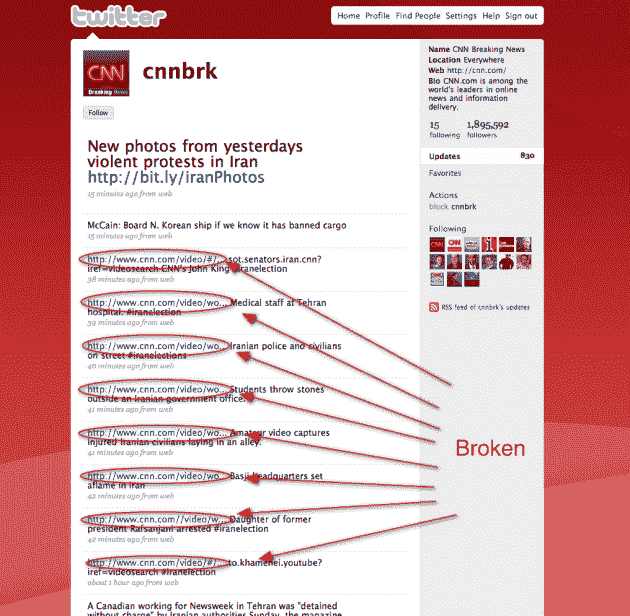 twitter
Home Profile Find People Settings Help Sign out
CNN
Breaking News
cnnbrk
Follow
New photos from yesterdays
violent protests in Iran
http://bit.ly/iranPhotos
15 minutes ago from web
McCain: Board N. Korean ship if we know it has banned cargo
15 minutes ago from web
http://www.cnn.com/video/#/... sot.senators.iran.cnn?
iref=videosearch CNN's John King #iranelection
38 minutes ago from web
http://www.cnn.com/video/wo... Medical staff at Tehran
hospital. #iranelection
39 minutes ago from web
http://www.cnn.com/video/wo... Iranian police and civilians
on street #iranelections
40 minutes ago from web
http://www.cnn.com/video/wo... Students throw stones
outside an Iranian government office.
41 minutes ago from web
http://www.cnn.com/video/wo... Amateur video captures
injured Iranian civilians laying in an alley.
41 minutes ago from web
http://www.cnn.com/video/wo... Basij headquarters set
aflame in Iran
42 minutes ago from web
http://www.cnn.com//video/w... Daughter of former
president Rafsanjani arrested #iranelection
42 minutes ago from web
http://www.cnn.com/video/#/... to.khamenei.youtube?
iref=videosearch #iranelection
about 1 hour ago from web
A Canadian working for Newsweek in Tehran was "detained
without charge" by Iranian authorities Sunday, the magazine
Name CNN Breaking News
Location Everywhere
Web http://cnn.com/
Bio CNN.com is among the
world's leaders in online
news and information
delivery.
15 1,895,592
following followers
Updates 830
Favorites
Actions
block cnnbrk
Following
RSS feed of cnnbrk's updates
Broken